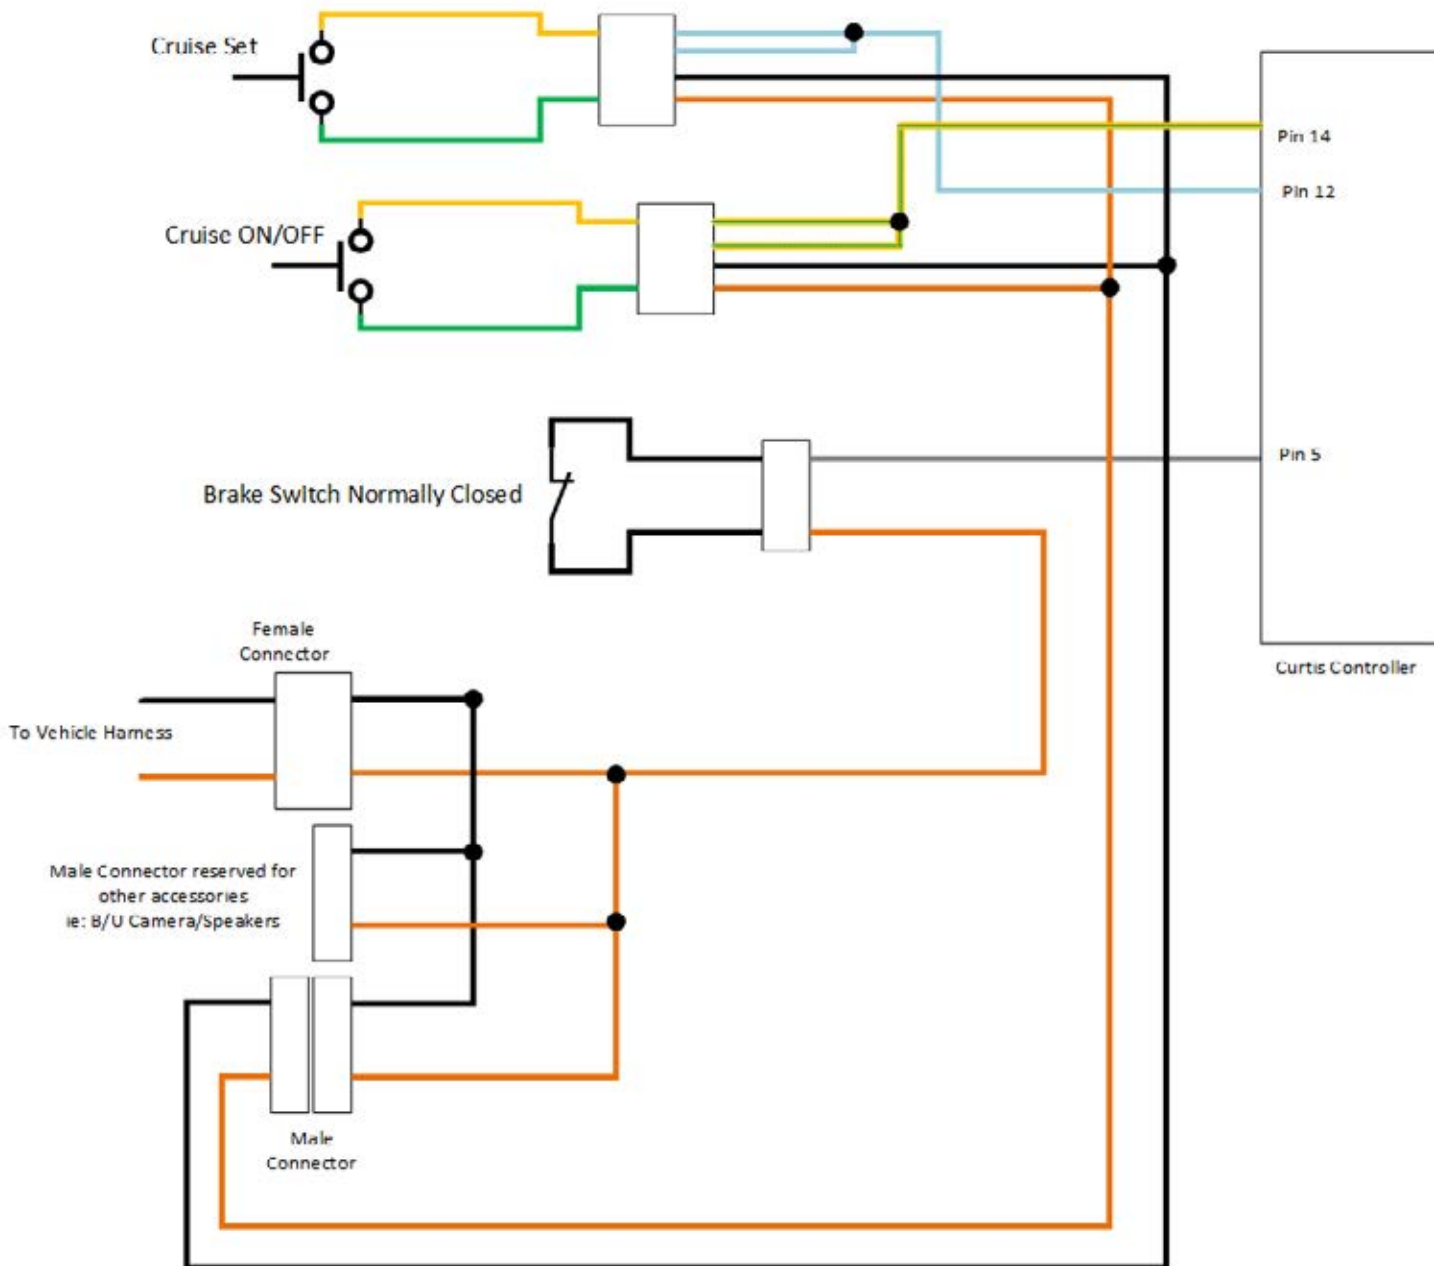 Cruise Set
Pin 14
Pin 12
Cruise ON/OFF
Pin 5
Brake Switch Normally Closed
Female
Connector
Curtis Controller
To Vehicle Harness
Male Connector reserved for
other accessories
ie: B/U Camera/Speakers
Male
Connector